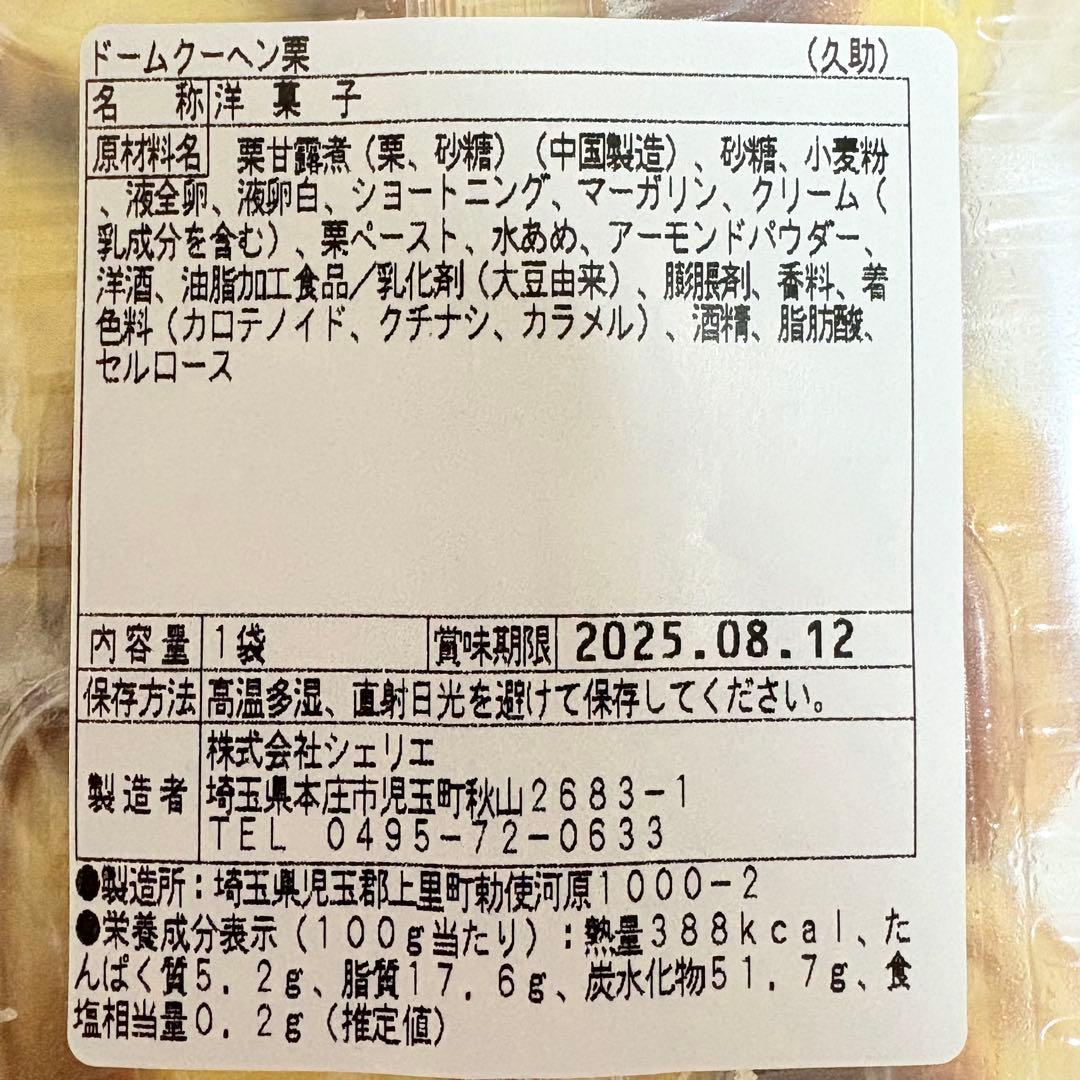 ドームクーヘン栗 （久助）
名 称 洋 菓 子
原材料名 栗甘露煮（栗、砂糖）（中国製造）、砂糖、小麦粉
、液全卵、液卵白、ショートニング、マーガリン、クリーム（
乳成分を含む）、栗ペースト、水あめ、アーモンドパウダー、
洋酒、油脂加工食品／乳化剤（大豆由来）、膨脹剤、香料、着
色料（カロテノイド、クチナシ、カラメル）、酒精、脂肪酸、
セルロース
内容量 １袋 賞味期限 2025.08.12
保存方法 高温多湿、直射日光を避けて保存してください。
製造者 株式会社シェリエ
埼玉県本庄市児玉町秋山２６８３−１
ＴＥＬ ０４９５−７２−０６３３
●製造所：埼玉県児玉郡上里町勅使河原１０００−２
●栄養成分表示（１００ｇ当たり）：熱量３８８ｋｃａｌ、た
んぱく質５．２ｇ、脂質１７．６ｇ、炭水化物５１．７ｇ、食
塩相当量０．２ｇ（推定値）